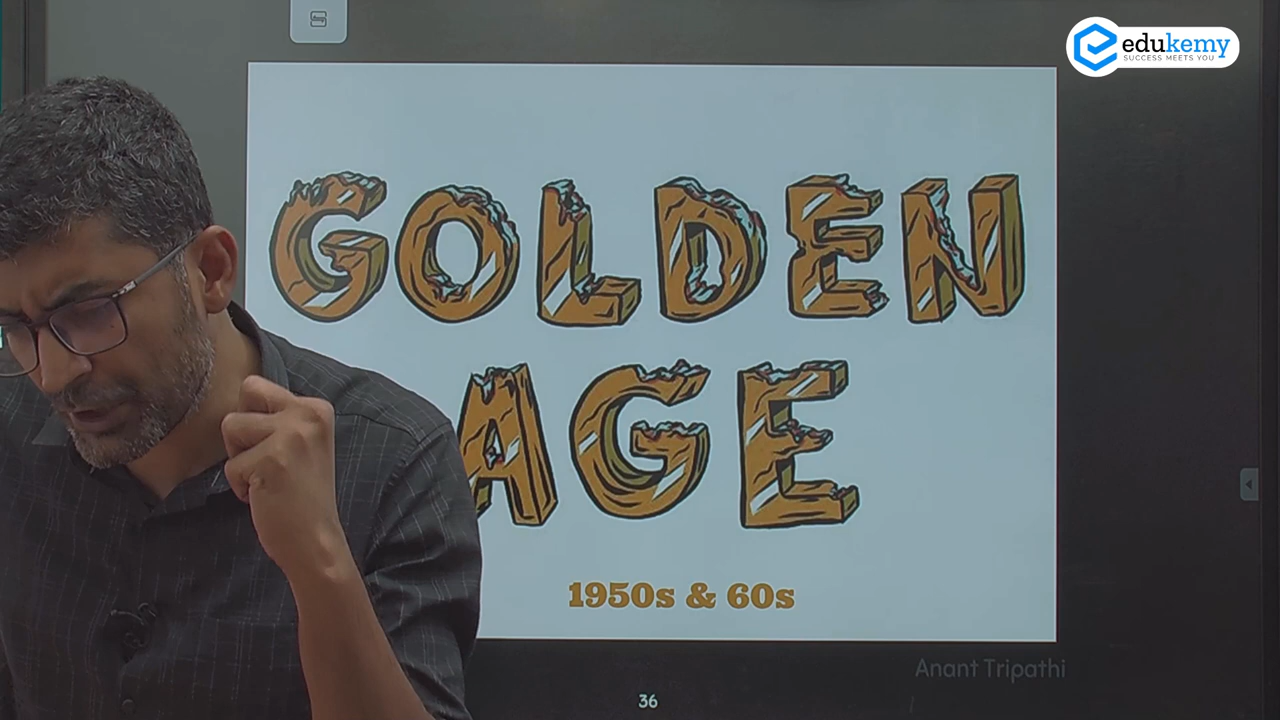 edukemy
SUCCESS MEETS YOU
GOLDEN
AGE
1950s & 60s
Anant Tripathi
36